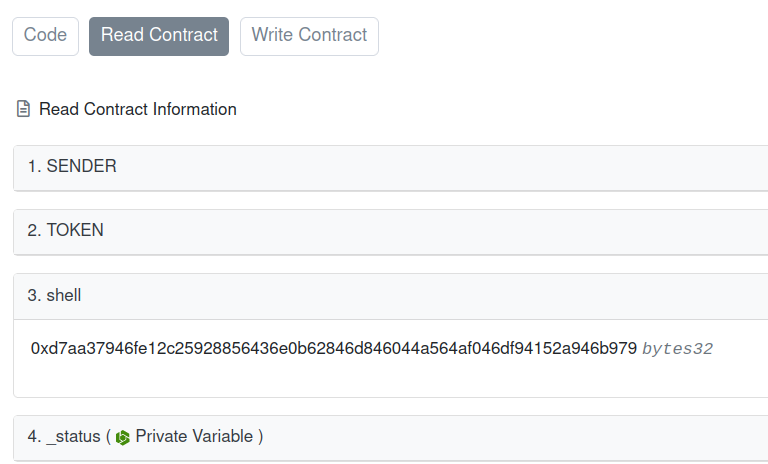 Code Read Contract Write Contract
Read Contract Information
1. SENDER
2. TOKEN
3. shell
0xd7aa37946fe12c25928856436e0b62846d846044a564af046df94152a946b979 bytes32
4. _status ( Private Variable )